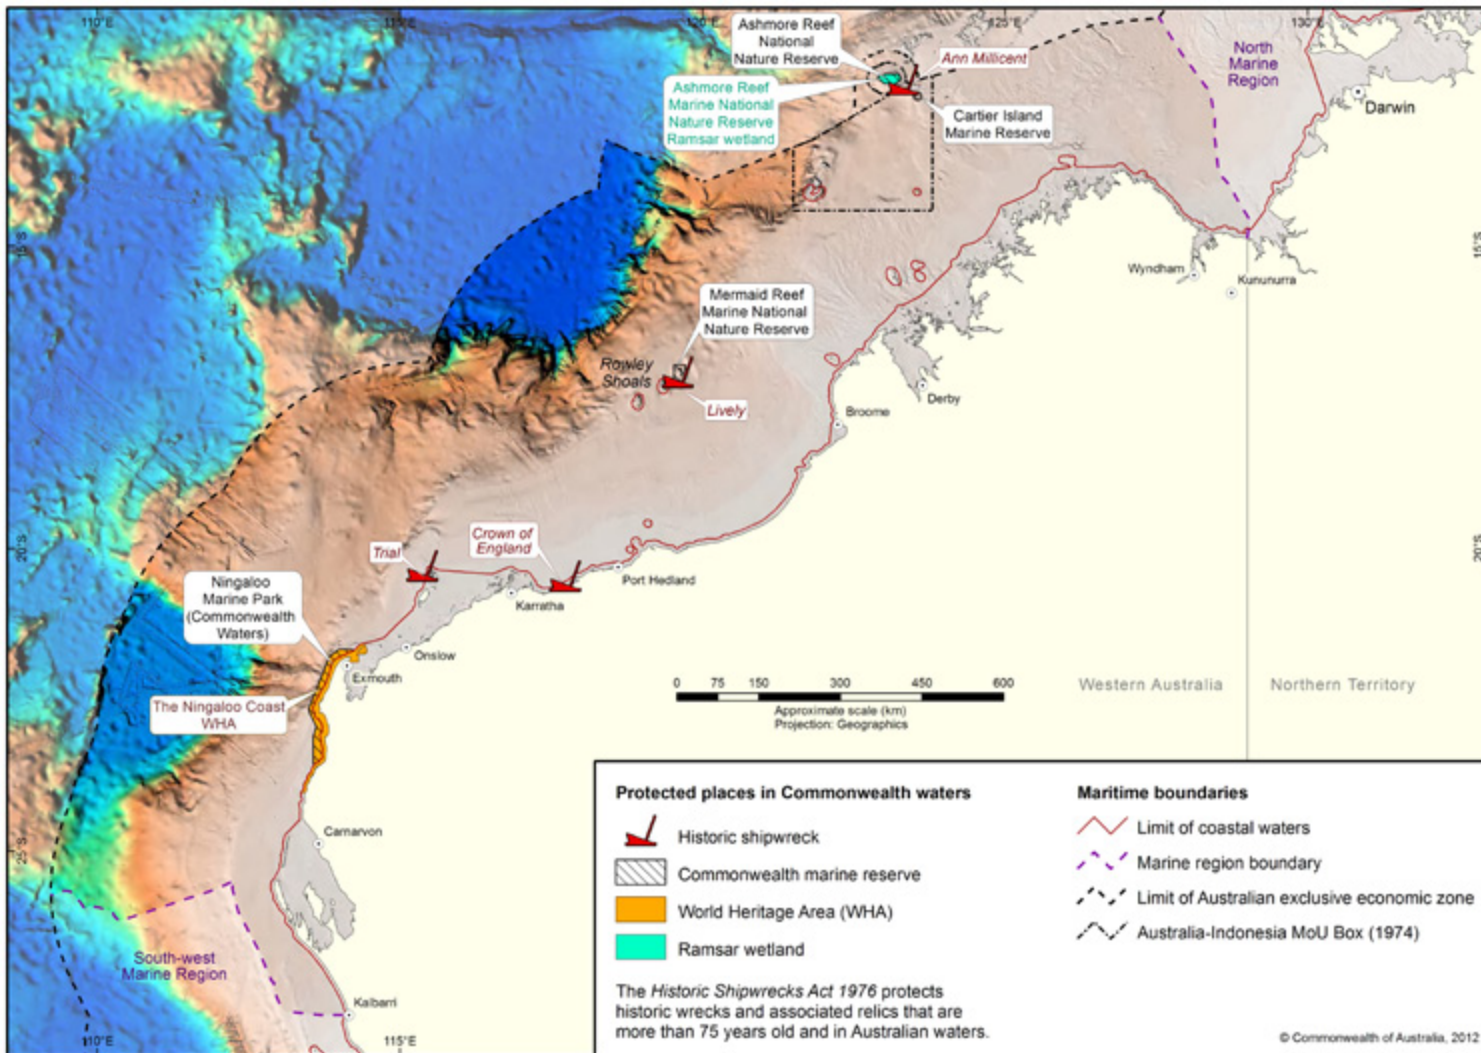 110°E
115°E
120°E
125°E
130°E
Ashmore Reef
National
Nature Reserve
Ann Millicent
North
Marine
Region
Ashmore Reef
Marine National
Nature Reserve
Ramsar wetland
Cartier Island
Marine Reserve
Darwin
15°S
15°S
Wyndham
Kununurra
Mermaid Reef
Marine National
Nature Reserve
Rowley
Shoals
Lively
Derby
Broome
20°S
20°S
Trial
Crown of
England
Port Hedland
Karratha
Ningaloo
Marine Park
(Commonwealth
Waters)
Onslow
Exmouth
The Ningaloo Coast
WHA
0 75 150 300 450 600
Approximate scale (km)
Projection: Geographics
Western Australia
Northern Territory
25°S
Carnarvon
South-west
Marine Region
Kalbarri
110°E
115°E
Protected places in Commonwealth waters
Historic shipwreck
Commonwealth marine reserve
World Heritage Area (WHA)
Ramsar wetland
The Historic Shipwrecks Act 1976 protects
historic wrecks and associated relics that are
more than 75 years old and in Australian waters.
Maritime boundaries
Limit of coastal waters
Marine region boundary
Limit of Australian exclusive economic zone
Australia-Indonesia MoU Box (1974)
© Commonwealth of Australia, 2012